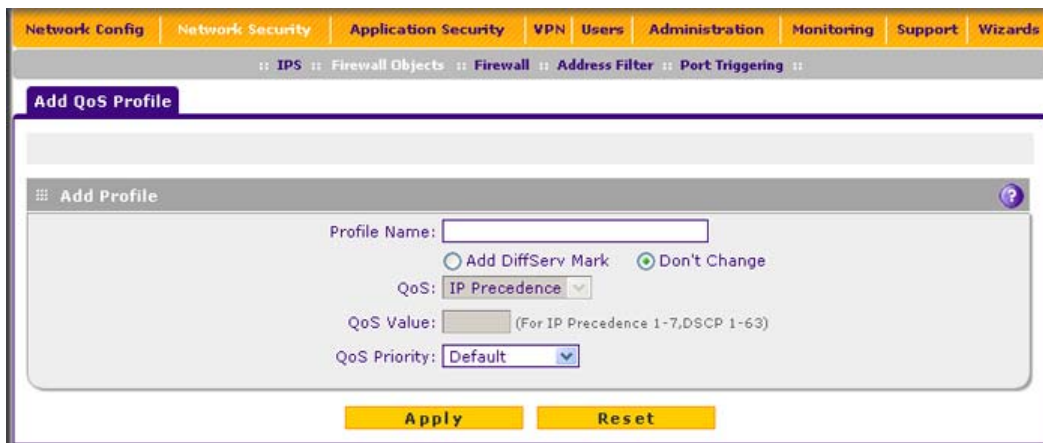 Network Config Network Security Application Security VPN Users Administration Monitoring Support Wizards
:: IPS :: Firewall Objects :: Firewall :: Address Filter :: Port Triggering ::
Add QoS Profile
Add Profile ?
Profile Name:
Add DiffServ Mark Don't Change
QoS: IP Precedence
QoS Value: (For IP Precedence 1-7,DSCP 1-63)
QoS Priority: Default
Apply Reset